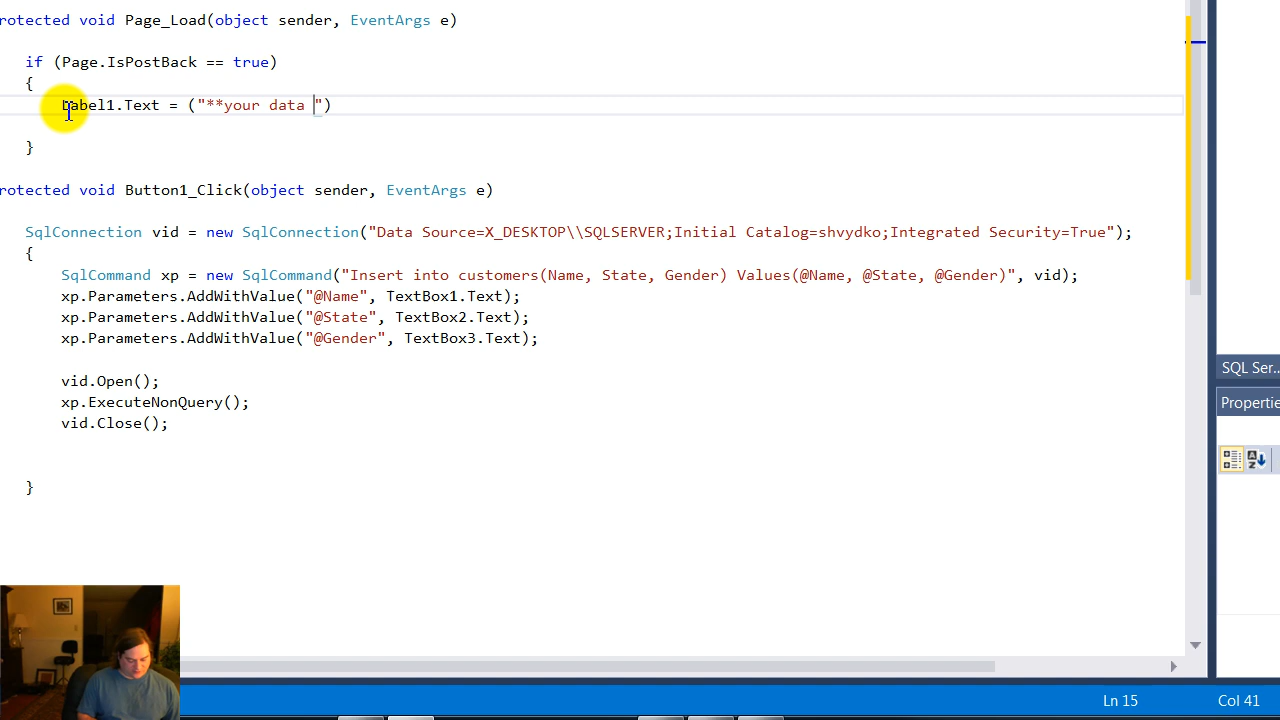 rotected void Page_Load(object sender, EventArgs e)
if (Page.IsPostBack == true)
{
Label1.Text = ("**your data ")
}
rotected void Button1_Click(object sender, EventArgs e)
SqlConnection vid = new SqlConnection("Data Source=X_DESKTOP\\SQLSERVER;Initial Catalog=shvydko;Integrated Security=True");
{
SqlCommand xp = new SqlCommand("Insert into customers(Name, State, Gender) Values(@Name, @State, @Gender)", vid);
xp.Parameters.AddWithValue("@Name", TextBox1.Text);
xp.Parameters.AddWithValue("@State", TextBox2.Text);
xp.Parameters.AddWithValue("@Gender", TextBox3.Text);
vid.Open();
xp.ExecuteNonQuery();
vid.Close();
}
SQL Ser..
Propertie
Ln 15 Col 41